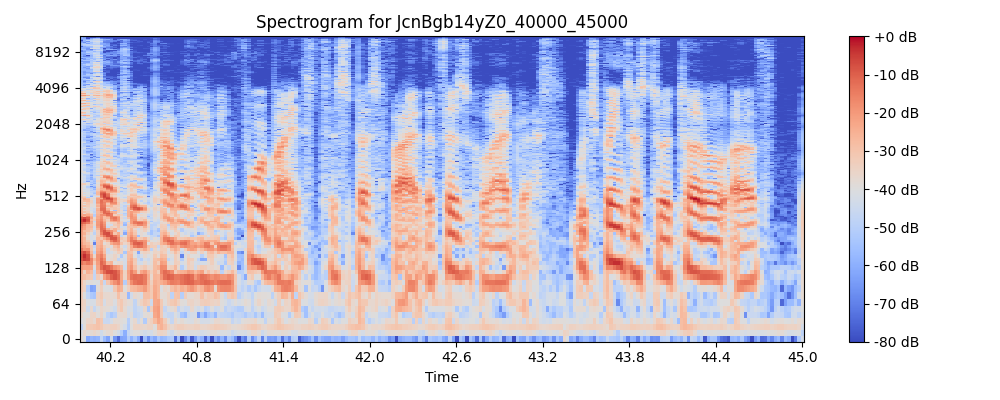 Spectrogram for JcnBgb14yZ0_40000_45000
Hz
8192
4096
2048
1024
512
256
128
64
0
40.2 40.8 41.4 42.0 42.6 43.2 43.8 44.4 45.0
Time
+0 dB
-10 dB
-20 dB
-30 dB
-40 dB
-50 dB
-60 dB
-70 dB
-80 dB